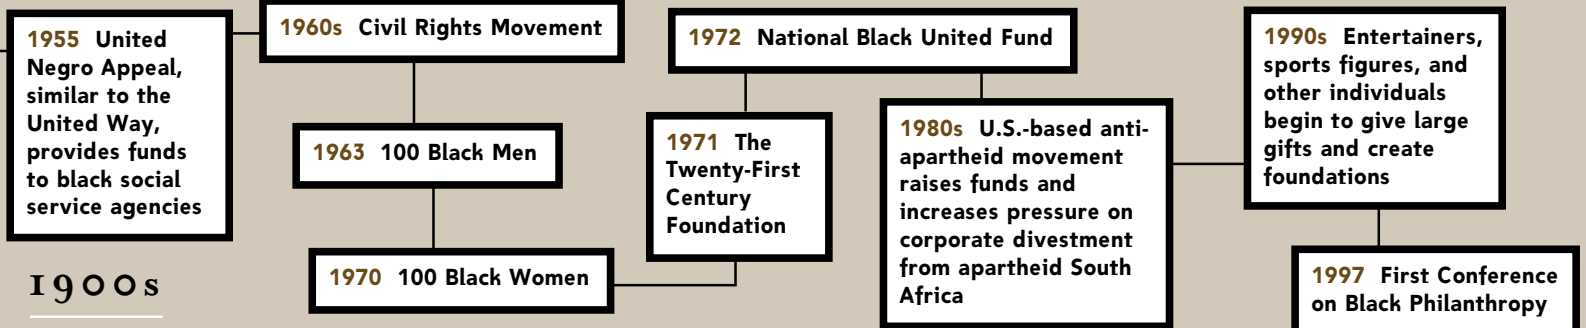 1955 United
Negro Appeal,
similar to the
United Way,
provides funds
to black social
service agencies
1960s Civil Rights Movement
1963 100 Black Men
1970 100 Black Women
1971 The
Twenty-First
Century
Foundation
1972 National Black United Fund
1980s U.S.-based anti-
apartheid movement
raises funds and
increases pressure on
corporate divestment
from apartheid South
Africa
1990s Entertainers,
sports figures, and
other individuals
begin to give large
gifts and create
foundations
1997 First Conference
on Black Philanthropy
1900s